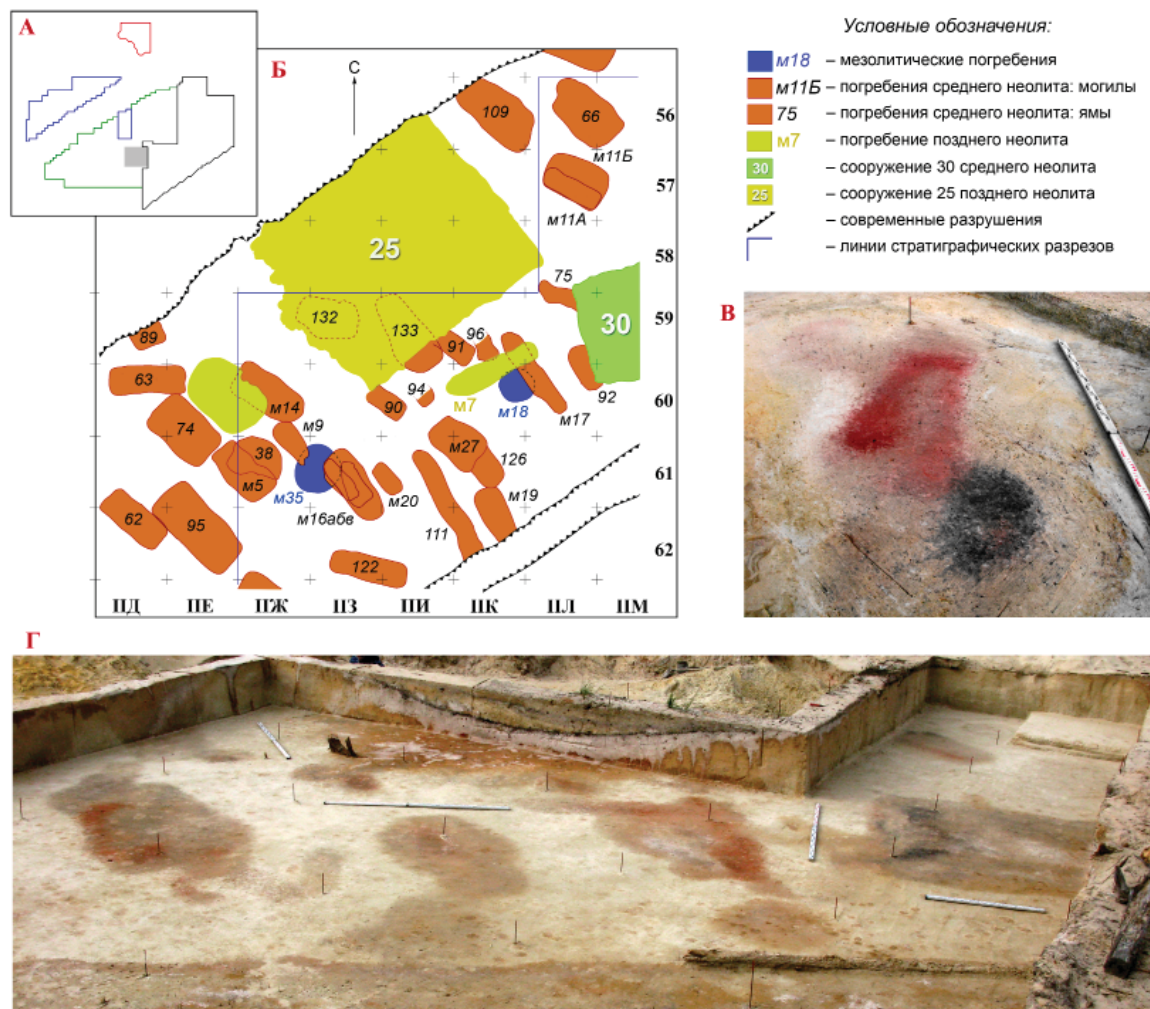 А
Б
С
109
66
м11Б
м11А
56
57
58
59
60
61
62
25
75
30
132
133
96
91
94
90
м7
м18
м17
92
89
63
74
м14
м9
38
м5
м35
м16абв
м20
м27
126
м19
111
62
95
122
ПД ПЕ ПЖ ПЗ ПИ ПК ПЛ ПМ
Условные обозначения:
м18 – мезолитические погребения
м11Б – погребения среднего неолита: могилы
75 – погребения среднего неолита: ямы
м7 – погребение позднего неолита
30 – сооружение 30 среднего неолита
25 – сооружение 25 позднего неолита
– современные разрушения
– линии стратиграфических разрезов
В
Г